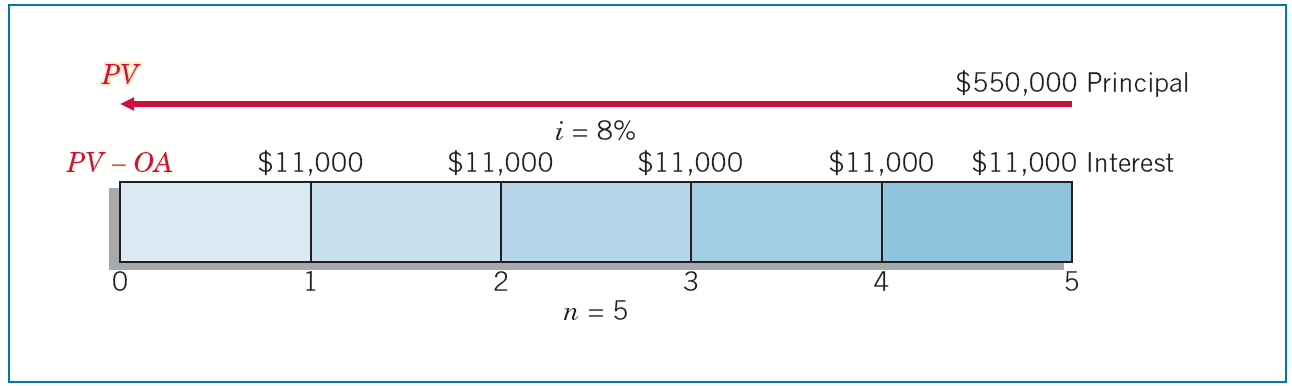 PV
$550,000 Principal
i = 8%
PV – OA $11,000 $11,000 $11,000 $11,000 $11,000 Interest
0 1 2 3 4 5
n = 5